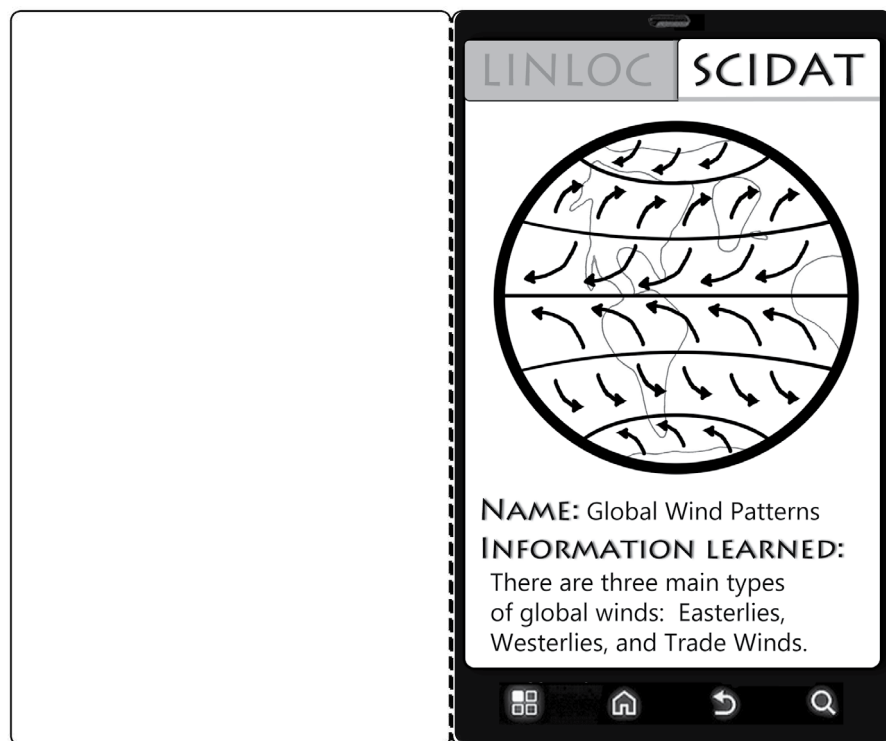 LINLOC SCIDAT
NAME: Global Wind Patterns
INFORMATION LEARNED:
There are three main types
of global winds:  Easterlies,
Westerlies, and Trade Winds.